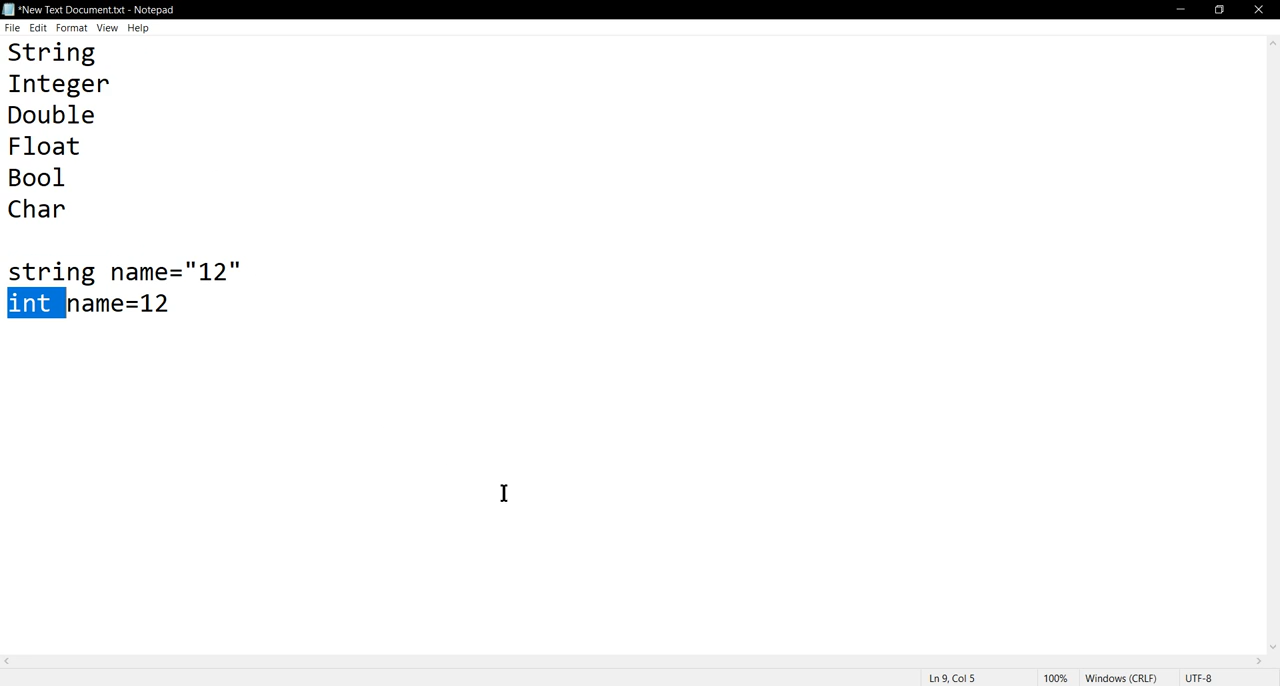 *New Text Document.txt - Notepad
File Edit Format View Help
String
Integer
Double
Float
Bool
Char
string name="12"
int name=12
Ln 9, Col 5 100% Windows (CRLF) UTF-8